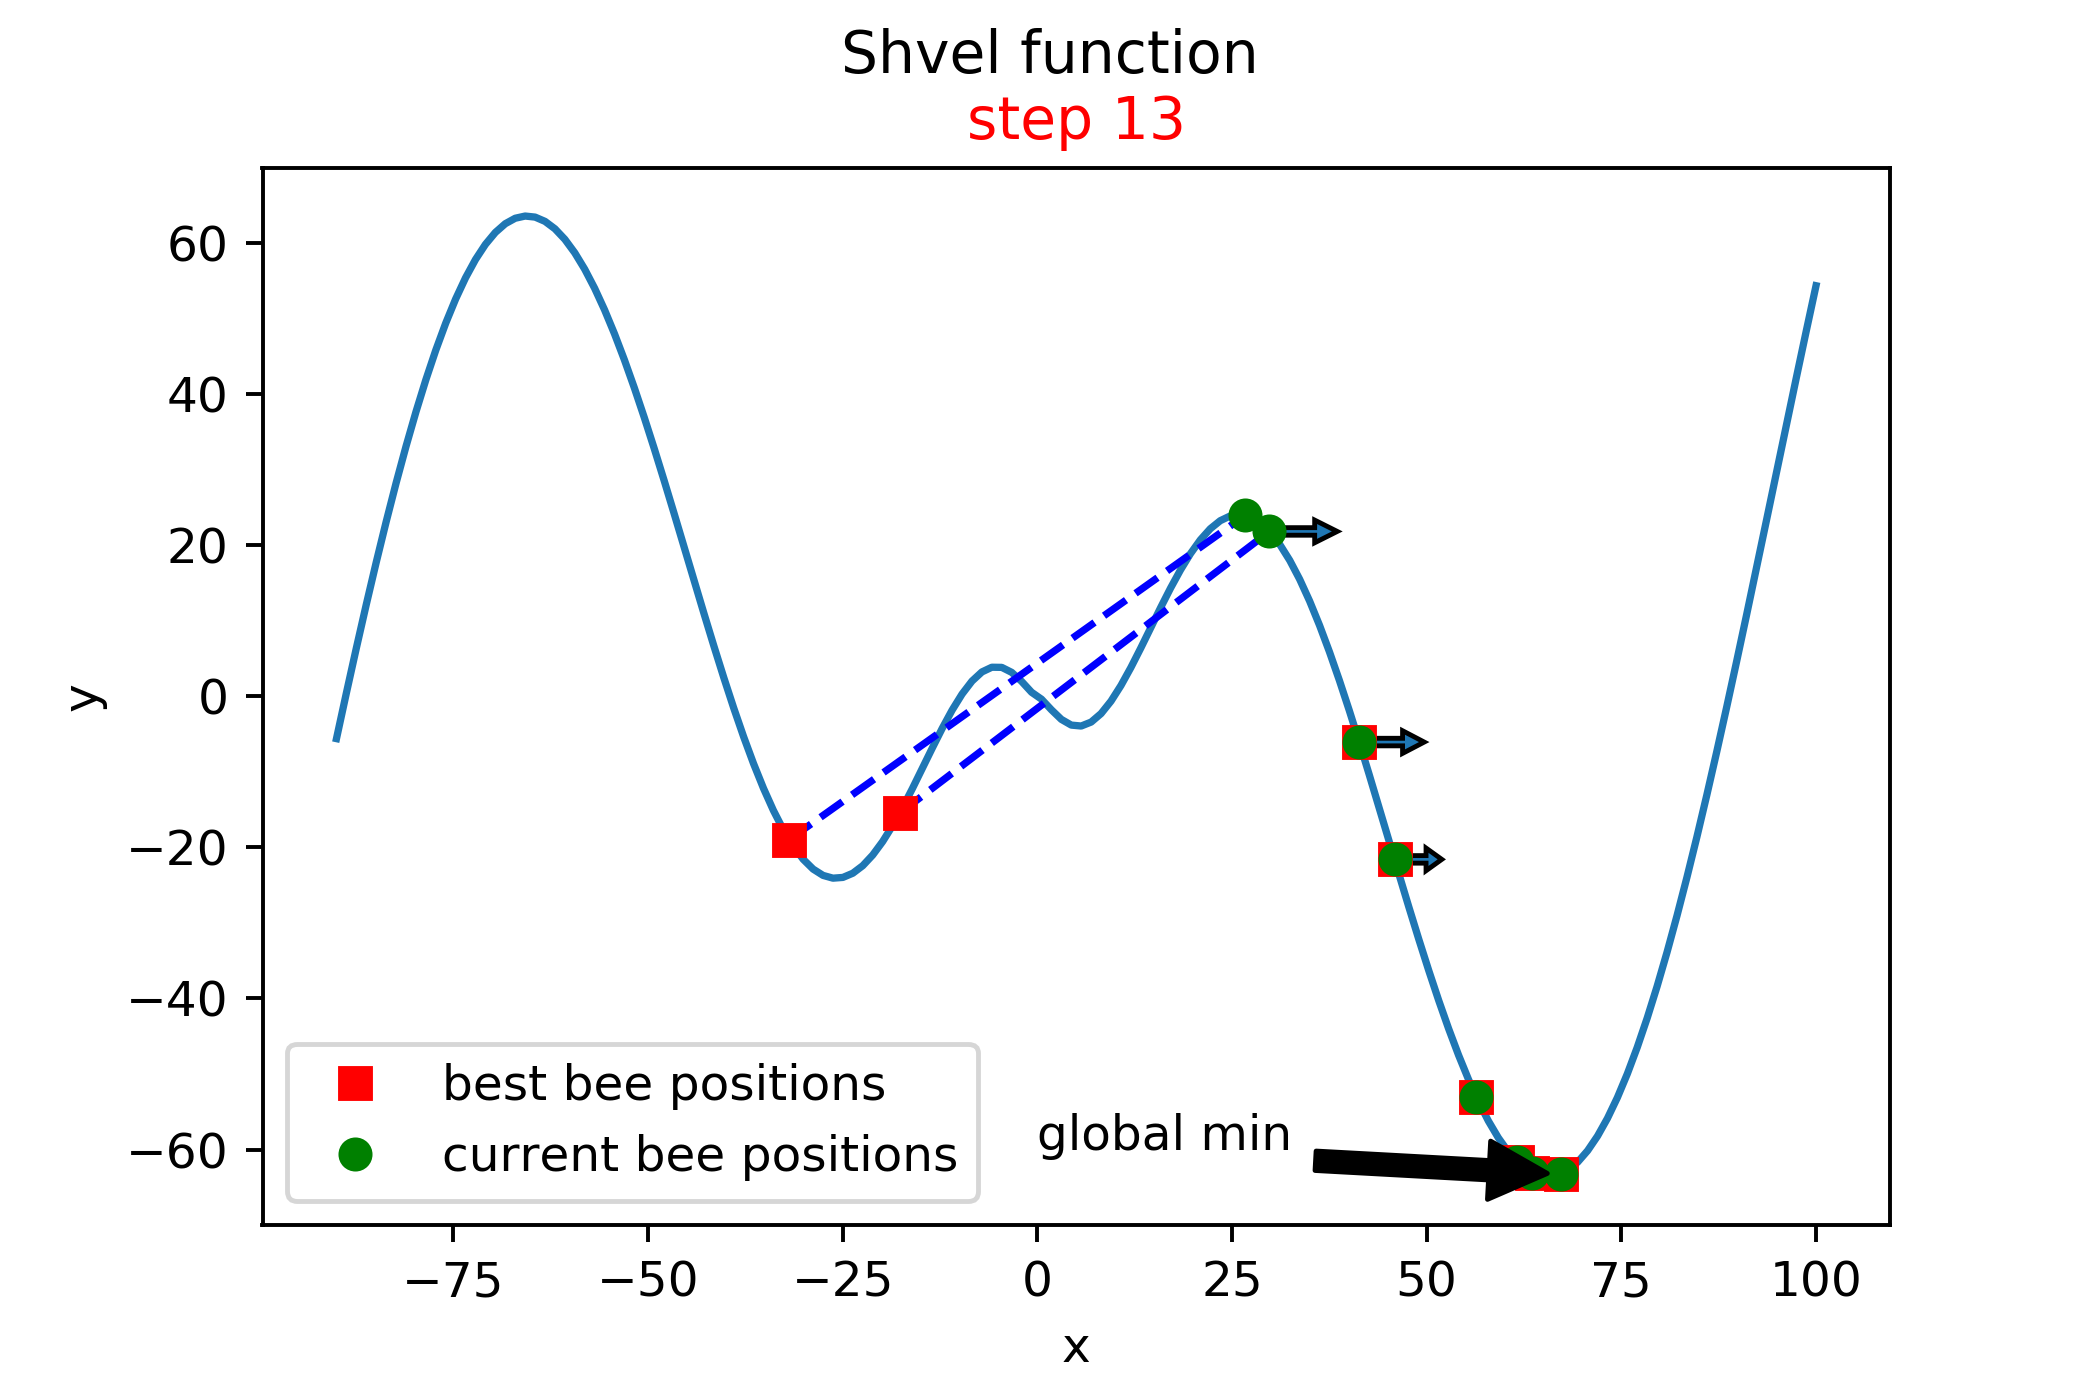 Shvel function
step 13
60
40
20
0
−20
−40
−60
y
best bee positions
current bee positions
global min
−75
−50
−25
0
25
50
75
100
x